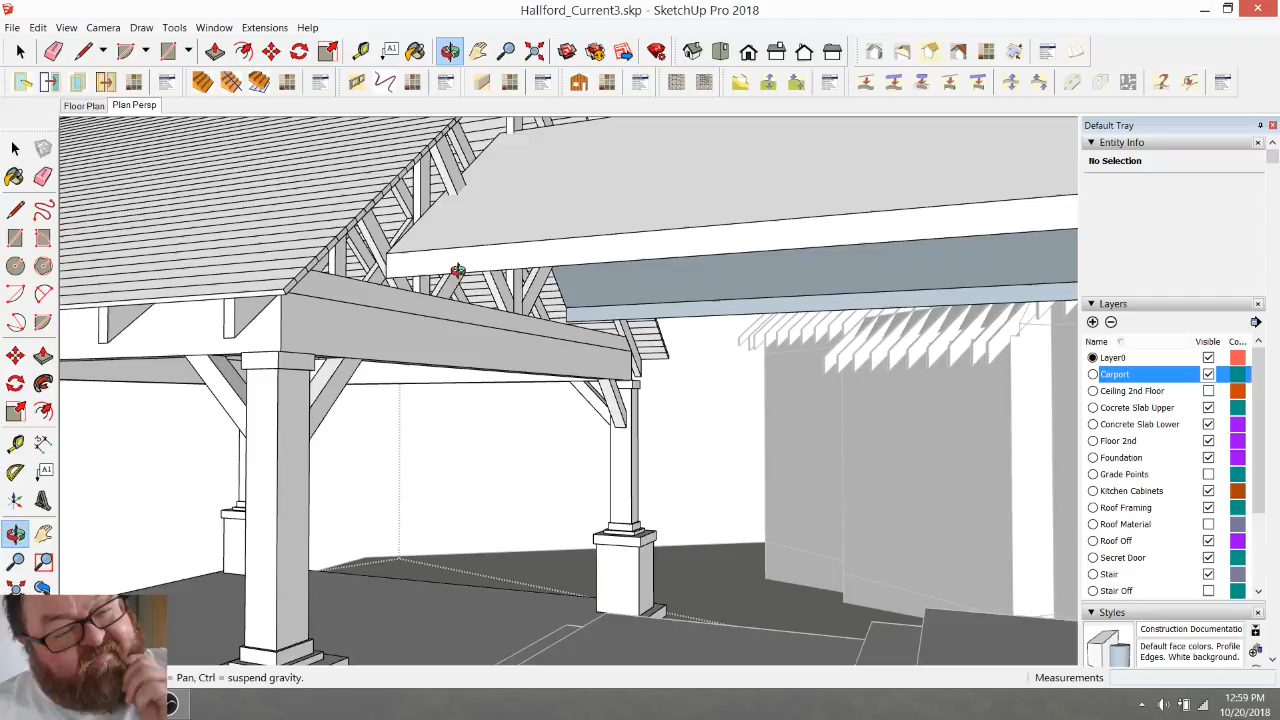 Hallford_Current3.skp - SketchUp Pro 2018
File Edit View Camera Draw Tools Window Extensions Help
Floor Plan Plan Persp
Default Tray
Entity Info
No Selection
Layers
Name Visible Co...
Layer0
Carport
Ceiling 2nd Floor
Cocrete Slab Upper
Concrete Slab Lower
Floor 2nd
Foundation
Grade Points
Kitchen Cabinets
Roof Framing
Roof Material
Roof Off
Secret Door
Stair
Stair Off
Styles
Construction Documentatio
Default face colors. Profile
Edges. White background.
= Pan, Ctrl = suspend gravity.
Measurements
12:59 PM
10/20/2018